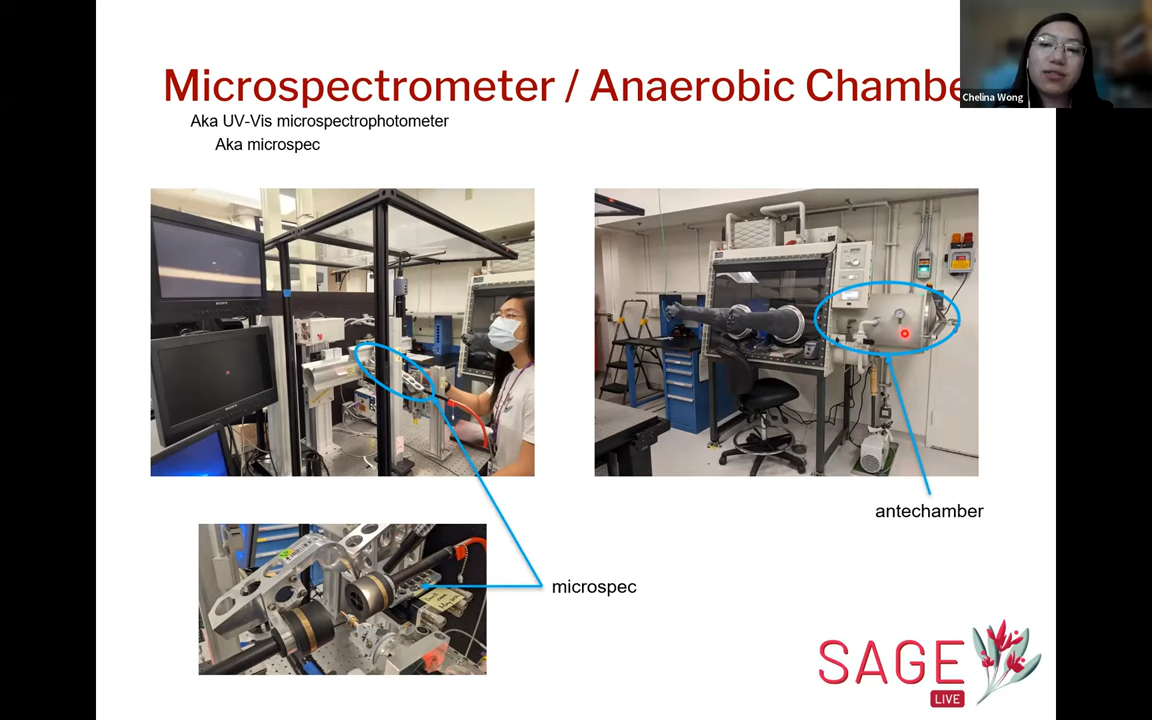 Microspectrometer / Anaerobic Chambe
Chelina Wong
Aka UV-Vis microspectrophotometer
Aka microspec
antechamber
microspec
SAGE
LIVE